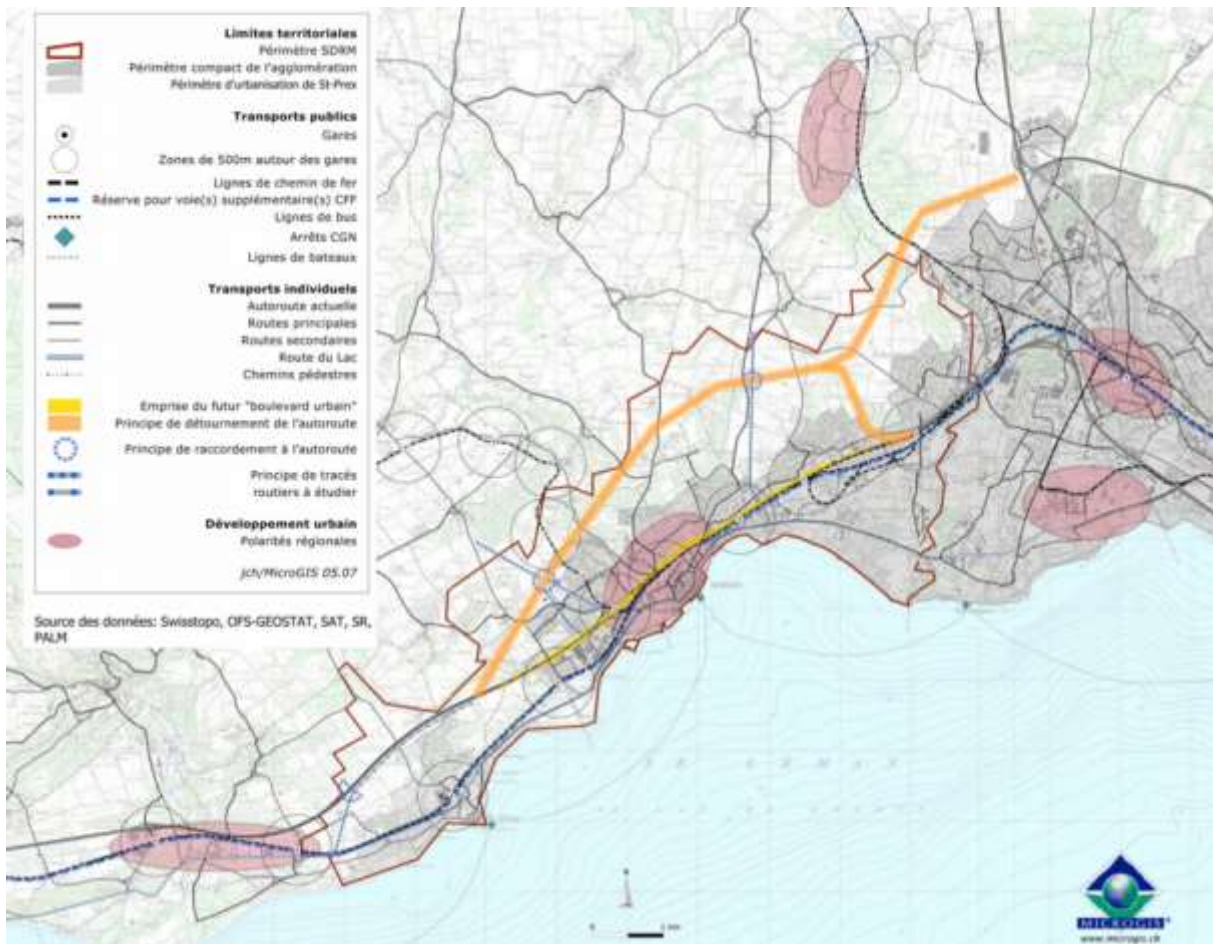 Limites territoriales
Périmètre SDRM
Périmètre compact de l'agglomération
Périmètre d'urbanisation de St-Prex
Transports publics
Gares
Zones de 500m autour des gares
Lignes de chemin de fer
Réserve pour voie(s) supplémentaire(s) CFF
Lignes de bus
Arrêts CGN
Lignes de bateaux
Transports individuels
Autoroute actuelle
Routes principales
Routes secondaires
Route du Lac
Chemins pédestres
Emprise du futur "boulevard urbain"
Principe de détournement de l'autoroute
Principe de raccordement à l'autoroute
Principe de tracés
routiers à étudier
Développement urbain
Polarités régionales
jch/MicroGIS 05.07
Source des données: Swisstopo, OFS-GEOSTAT, SAT, SR,
PALM
MICROGIS
www.microgis.ch